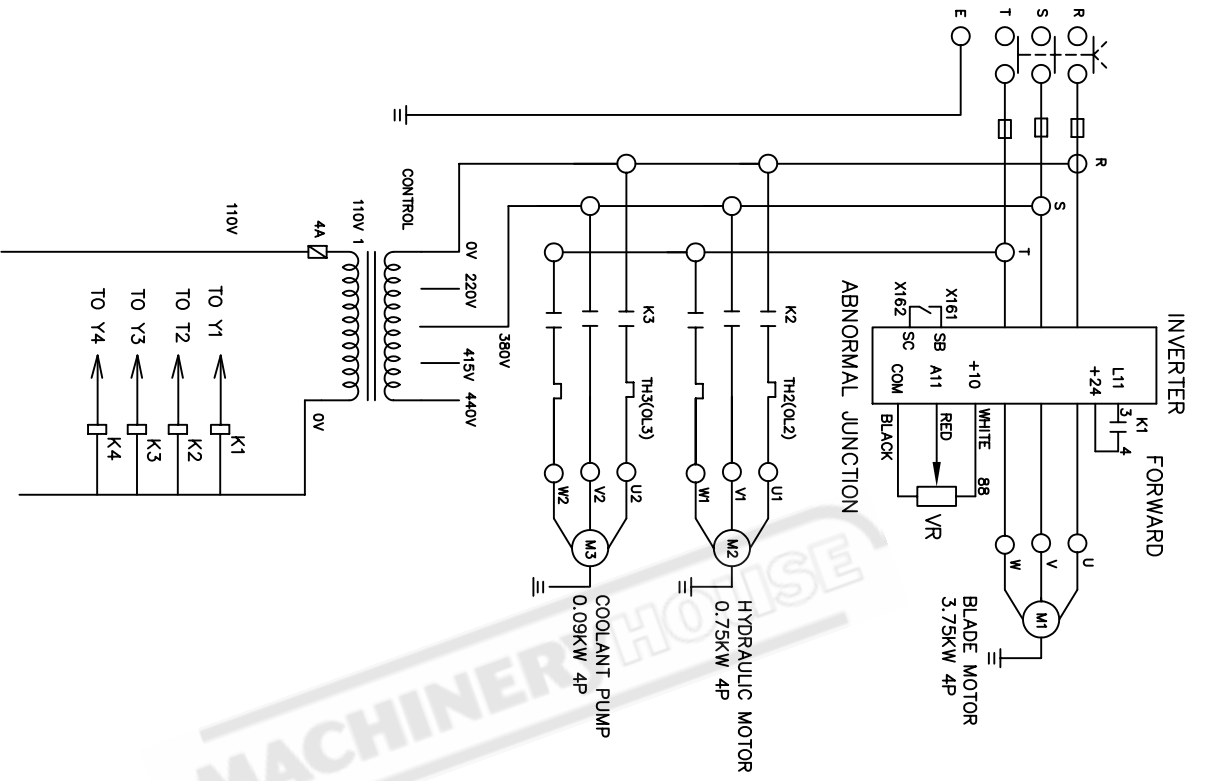 R
S
T
E
R
S
T
INVERTER
L11
+24
+10
A11
COM
SB
SC
X161
X162
ABNORMAL JUNCTION
3
K1
4
FORWARD
WHITE
88
RED
BLACK
VR
U
V
W
M1
BLADE MOTOR
3.75KW 4P
K2
TH2(OL2)
U1
V1
W1
M2
HYDRAULIC MOTOR
0.75KW 4P
K3
TH3(OL3)
U2
V2
W2
M3
COOLANT PUMP
0.09KW 4P
CONTROL
0V
220V
380V
415V
440V
110V 1
4A
110V
0V
TO Y1
K1
TO T2
K2
TO Y3
K3
TO Y4
K4
MACHINERYHOUSE